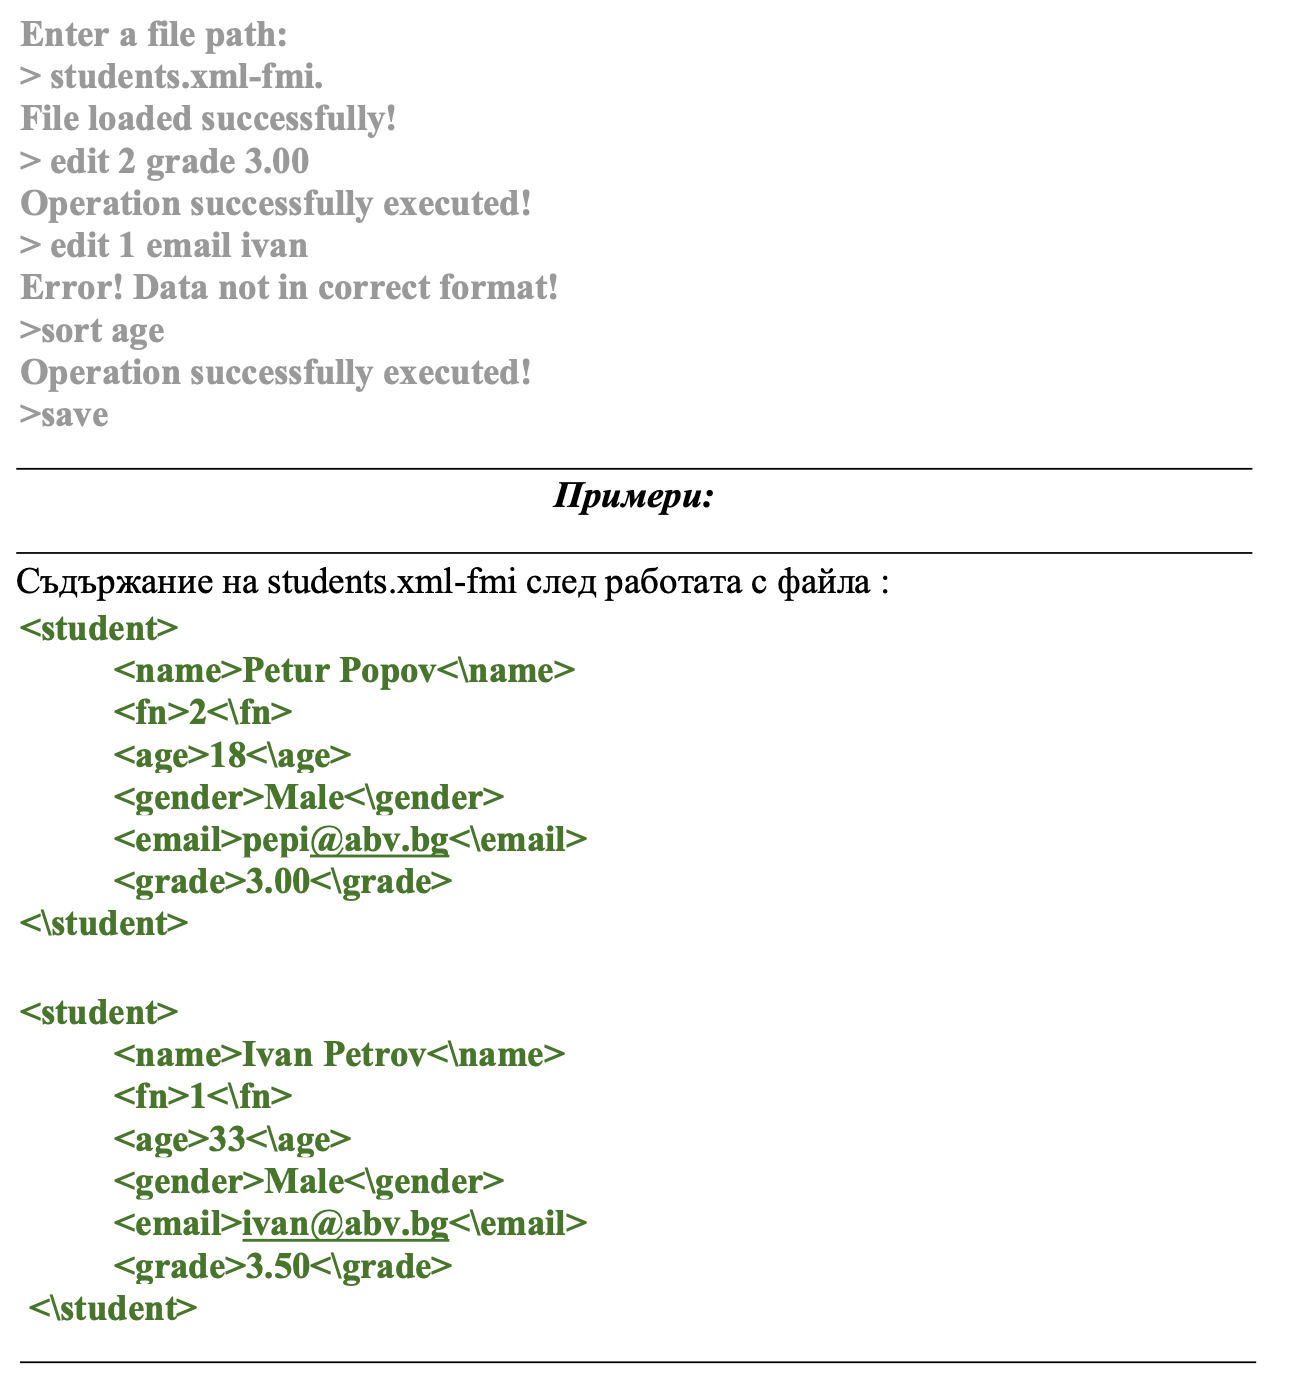 Enter a file path:
> students.xml-fmi.
File loaded successfully!
> edit 2 grade 3.00
Operation successfully executed!
> edit 1 email ivan
Error! Data not in correct format!
>sort age
Operation successfully executed!
>save
Примери:
Съдържание на students.xml-fmi след работата с файла :
<student>
<name>Petur Popov<\name>
<fn>2<\fn>
<age>18<\age>
<gender>Male<\gender>
<email>pepi@abv.bg<\email>
<grade>3.00<\grade>
<\student>
<student>
<name>Ivan Petrov<\name>
<fn>1<\fn>
<age>33<\age>
<gender>Male<\gender>
<email>ivan@abv.bg<\email>
<grade>3.50<\grade>
<\student>